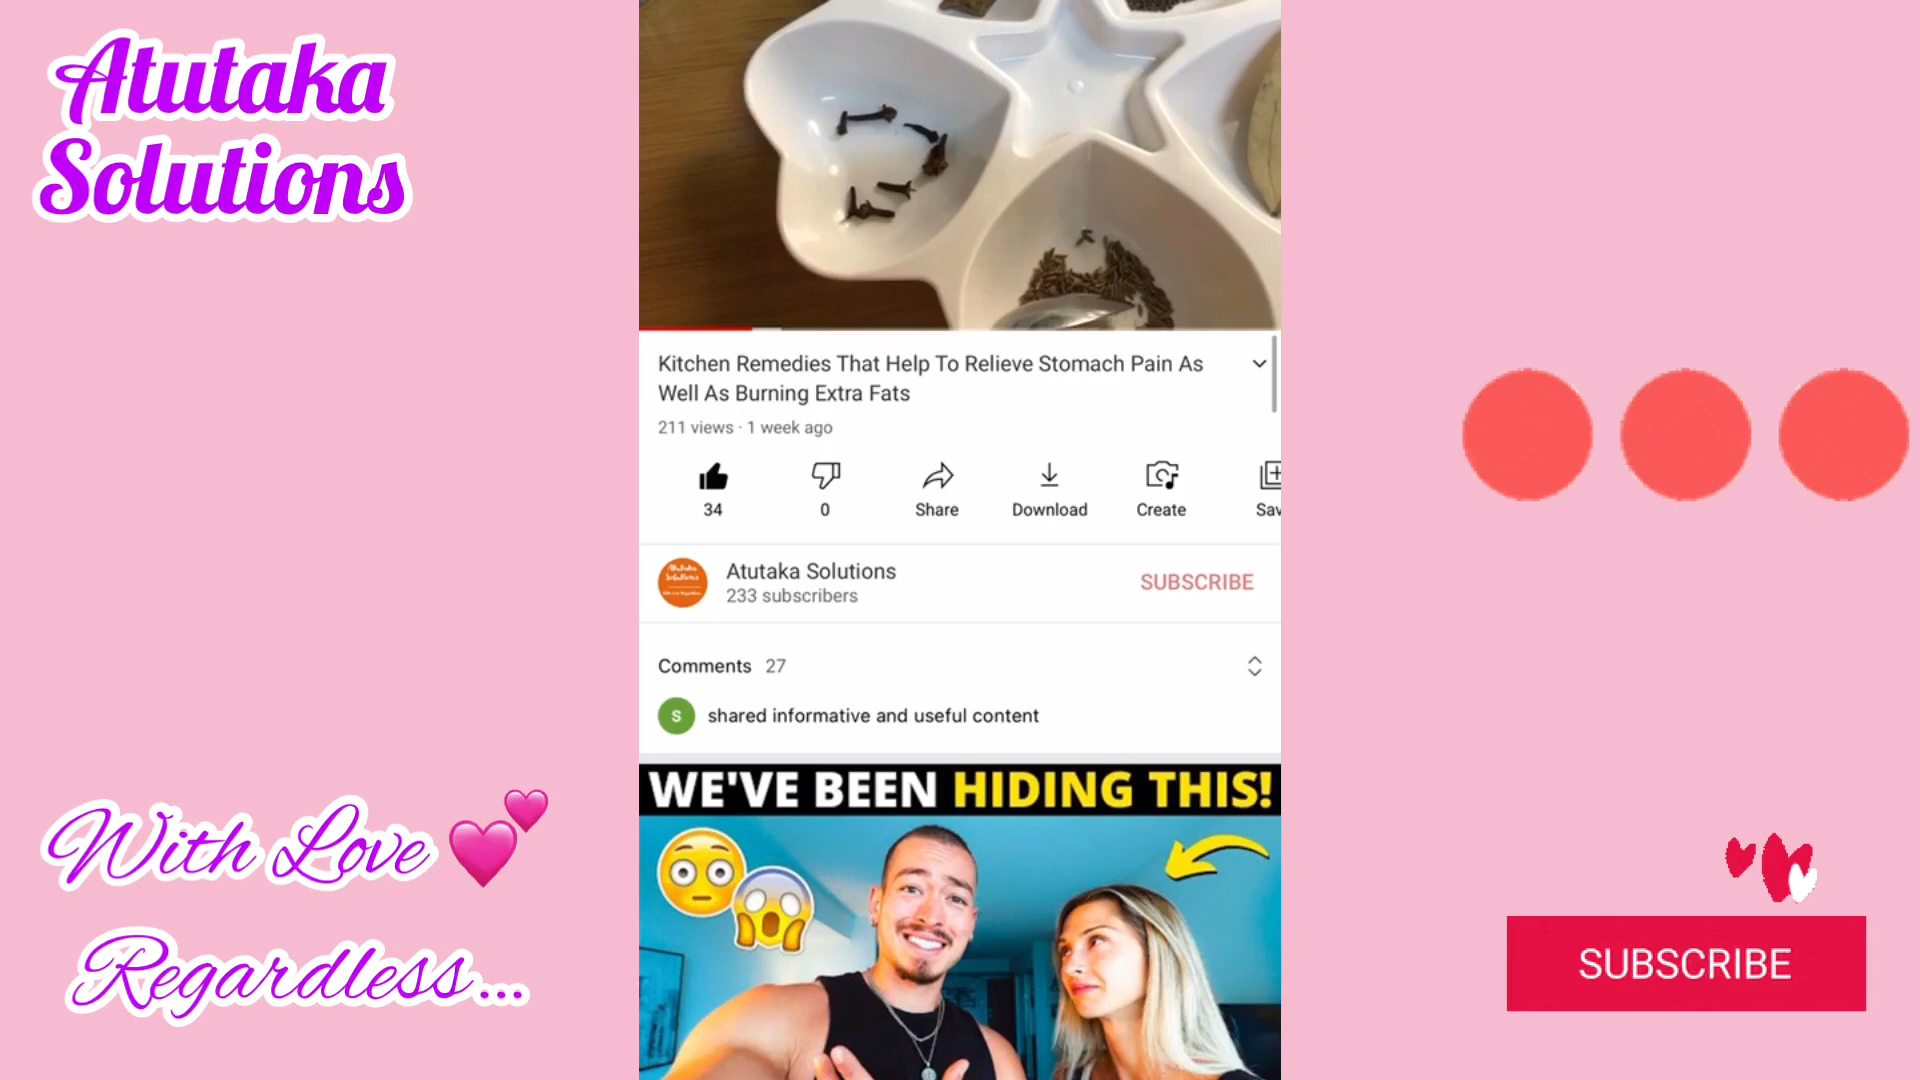 Atutaka
Solutions
Kitchen Remedies That Help To Relieve Stomach Pain As
Well As Burning Extra Fats
211 views · 1 week ago
34
0
Share
Download
Create
Sav
Atutaka Solutions
233 subscribers
SUBSCRIBE
Comments 27
S
shared informative and useful content
WE'VE BEEN HIDING THIS!
With Love
Regardless...
SUBSCRIBE